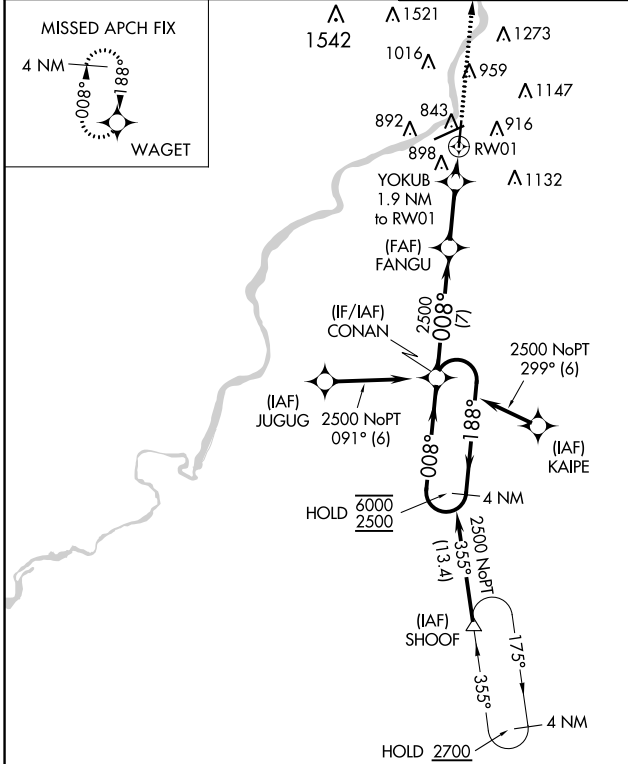 MISSED APCH FIX
4 NM
008°
188°
WAGET
1542
1521
1273
1016
959
1147
843
892
916
RW01
898
1132
YOKUB
1.9 NM
to RW01
(FAF)
FANGU
2500
008°
(7)
(IF/IAF)
CONAN
2500 NoPT
299° (6)
(IAF)
JUGUG
2500 NoPT
091° (6)
(IAF)
KAIPE
008°
188°
HOLD 6000
2500
4 NM
2500 NoPT
355°
(13.4)
(IAF)
SHOOF
175°
355°
4 NM
HOLD 2700